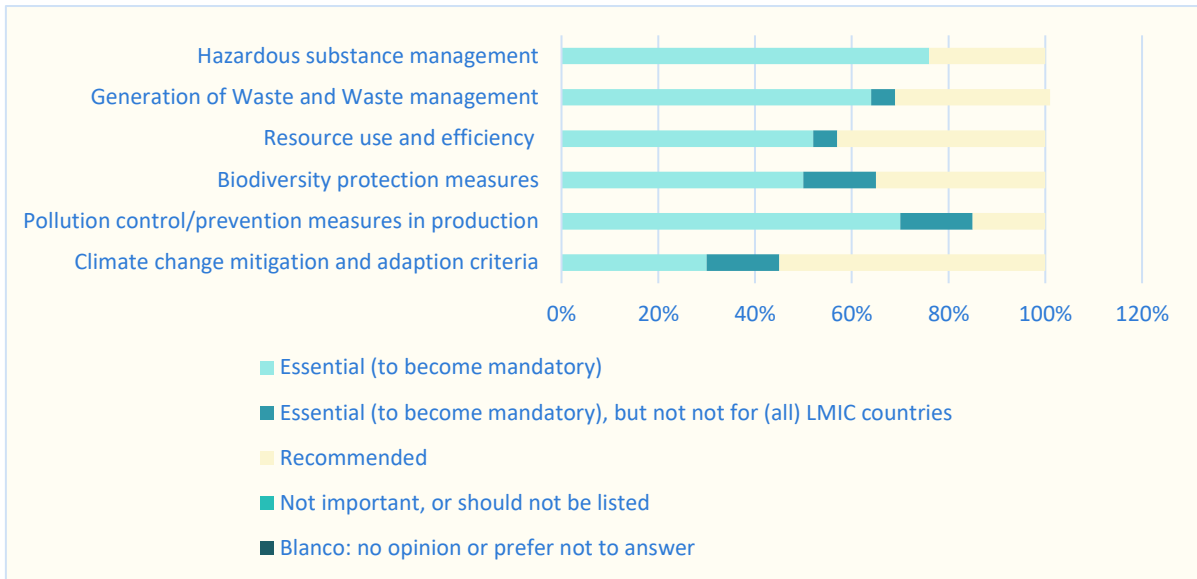 Hazardous substance management
Generation of Waste and Waste management
Resource use and efficiency
Biodiversity protection measures
Pollution control/prevention measures in production
Climate change mitigation and adaption criteria
0% 20% 40% 60% 80% 100% 120%
Essential (to become mandatory)
Essential (to become mandatory), but not not for (all) LMIC countries
Recommended
Not important, or should not be listed
Blanco: no opinion or prefer not to answer